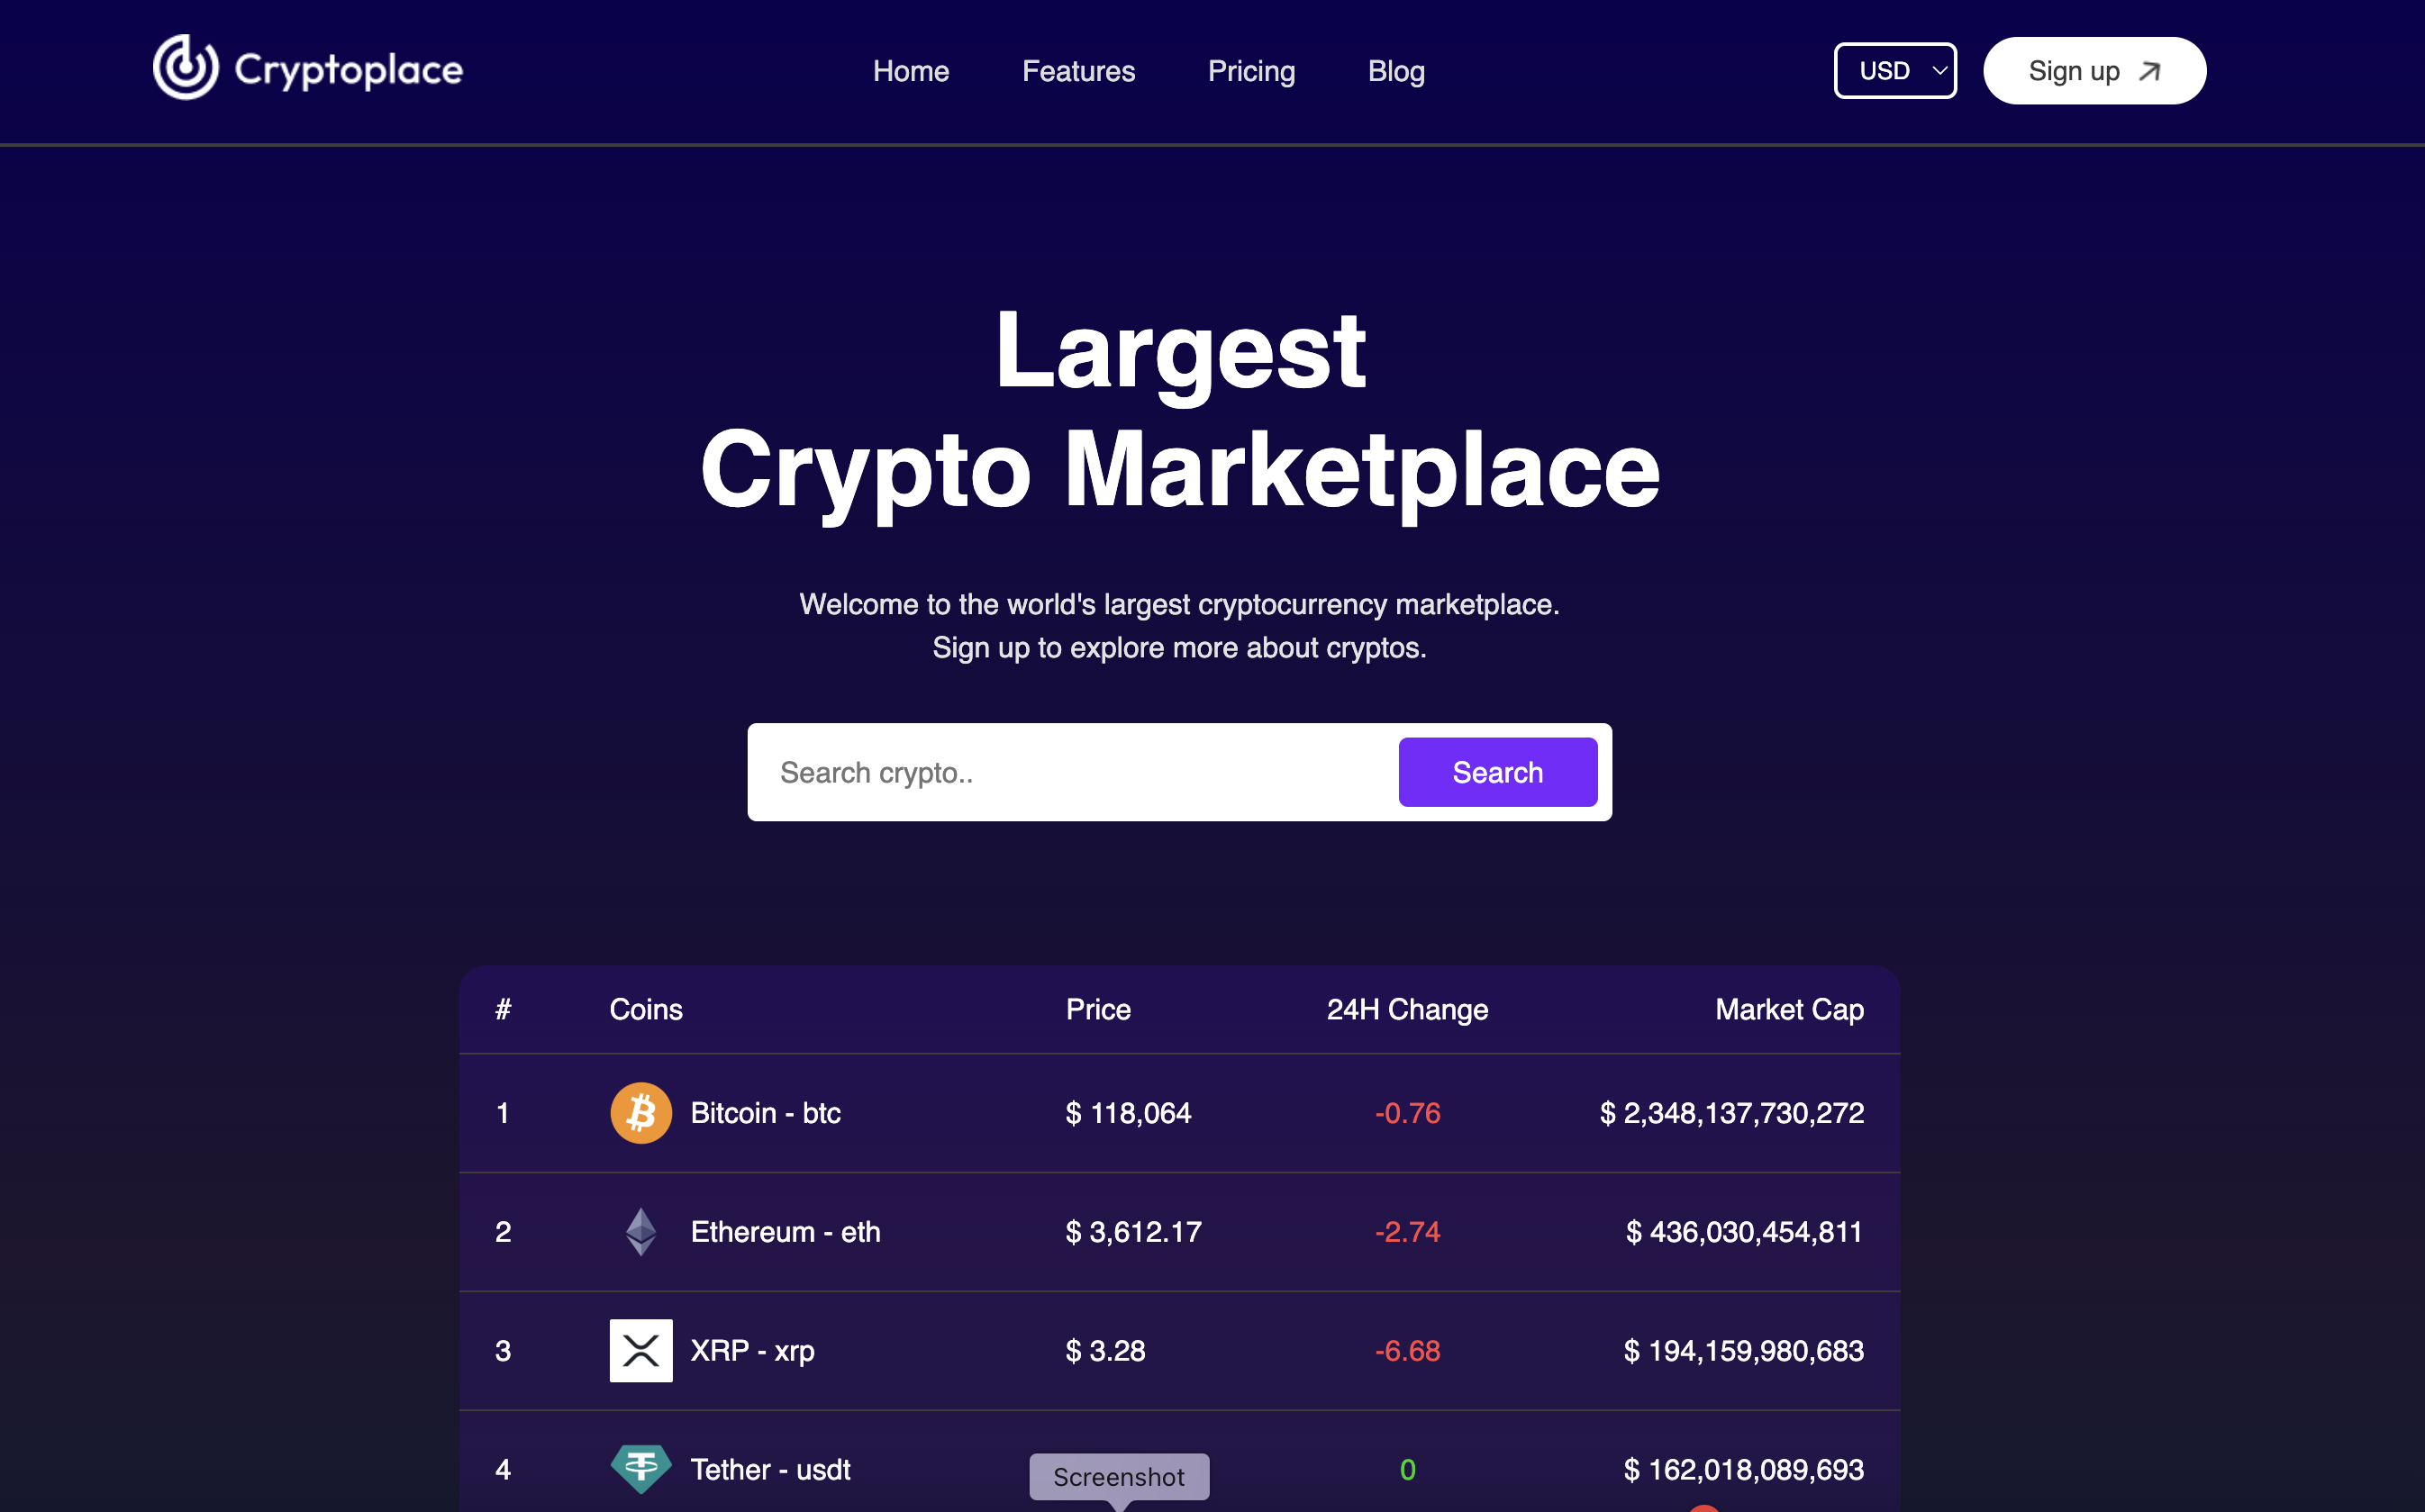 Cryptoplace Home Features Pricing Blog USD Sign up
Largest
Crypto Marketplace
Welcome to the world's largest cryptocurrency marketplace.
Sign up to explore more about cryptos.
Search crypto.. Search
# Coins Price 24H Change Market Cap
1 Bitcoin - btc $ 118,064 -0.76 $ 2,348,137,730,272
2 Ethereum - eth $ 3,612.17 -2.74 $ 436,030,454,811
3 XRP - xrp $ 3.28 -6.68 $ 194,159,980,683
4 Tether - usdt 0 $ 162,018,089,693
Screenshot